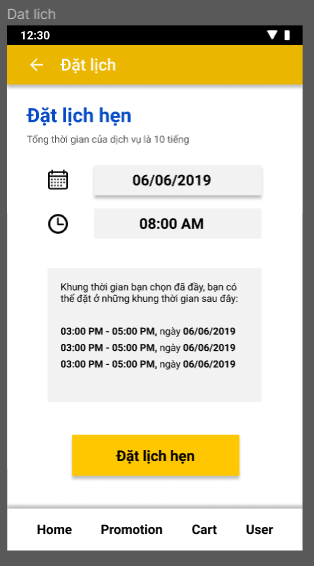 Dat lich
12:30
Đặt lịch
Đặt lịch hẹn
Tổng thời gian của dịch vụ là 10 tiếng
06/06/2019
08:00 AM
Khung thời gian bạn chọn đã đầy, bạn có
thể đặt ở những khung thời gian sau đây:
03:00 PM - 05:00 PM, ngày 06/06/2019
03:00 PM - 05:00 PM, ngày 06/06/2019
03:00 PM - 05:00 PM, ngày 06/06/2019
Đặt lịch hẹn
Home Promotion Cart User